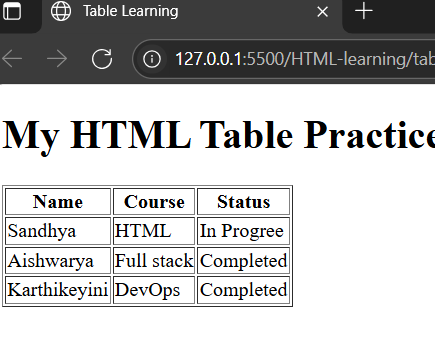 Table Learning
127.0.0.1:5500/HTML-learning/tab
My HTML Table Practice
Name Course Status
Sandhya HTML In Progree
Aishwarya Full stack Completed
Karthikeyini DevOps Completed